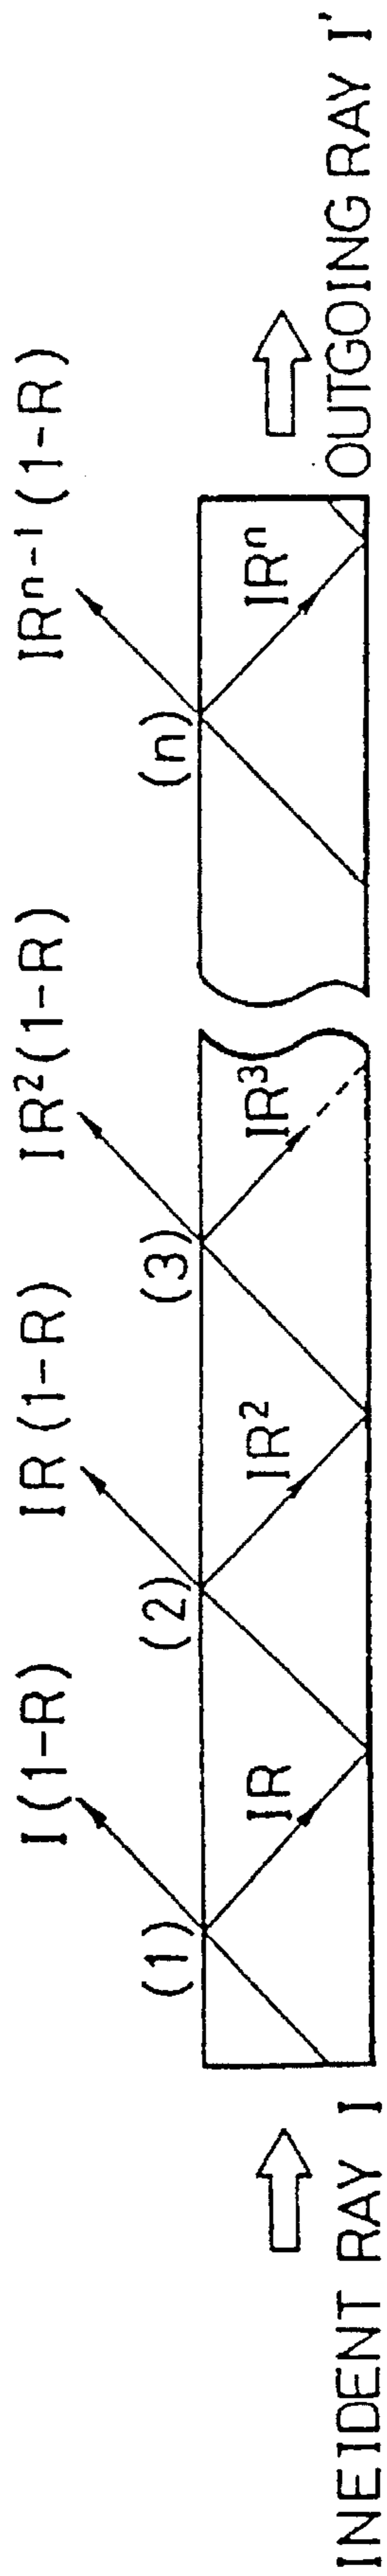 I(1-R)
IR(1-R)
IR²(1-R)
IRⁿ⁻¹(1-R)
(1)
(2)
(3)
(n)
IR
IR²
IR³
IRⁿ
INEIDENT RAY I
OUTGOING RAY I'